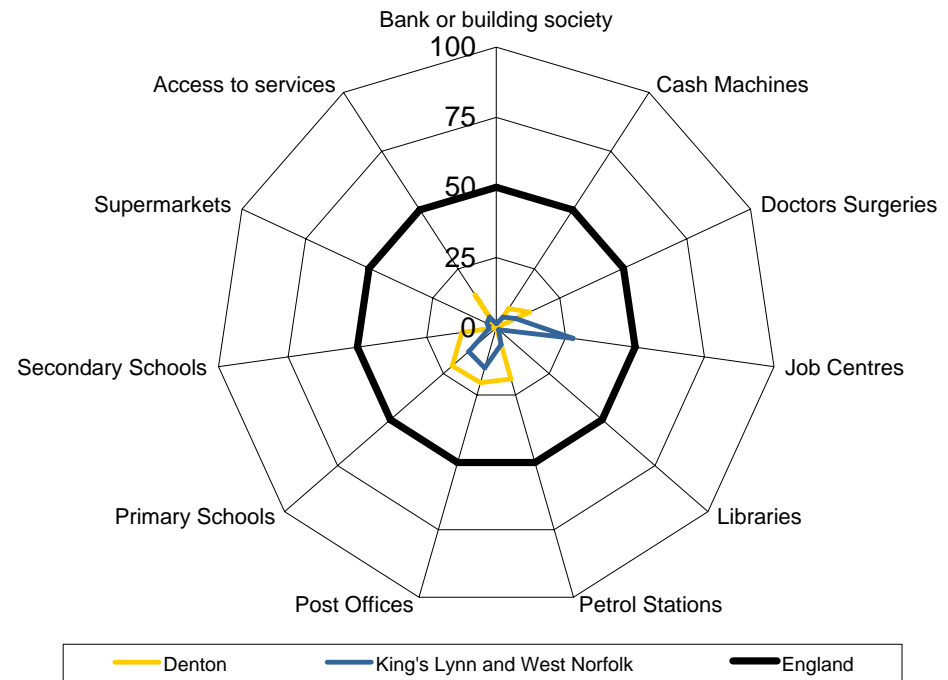 Bank or building society
100
Access to services
Cash Machines
75
50
Supermarkets
Doctors Surgeries
25
0
Secondary Schools
Job Centres
Primary Schools
Libraries
Post Offices
Petrol Stations
Denton
King's Lynn and West Norfolk
England